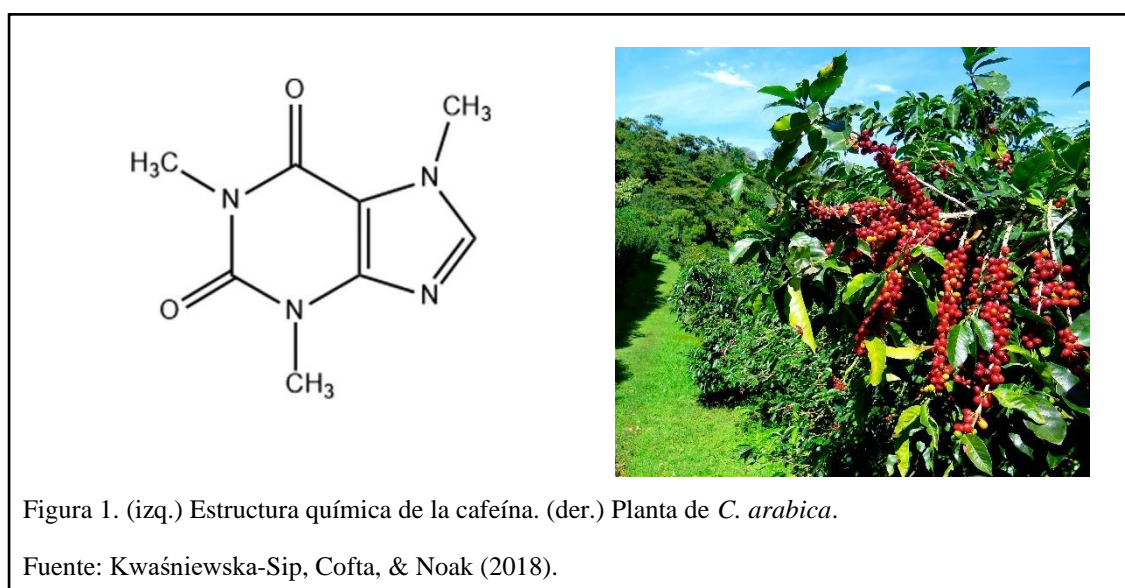 O
CH3
H3C
N
N
O
N
N
CH3
Figura 1. (izq.) Estructura química de la cafeína. (der.) Planta de C. arabica.
Fuente: Kwaśniewska-Sip, Cofta, & Noak (2018).